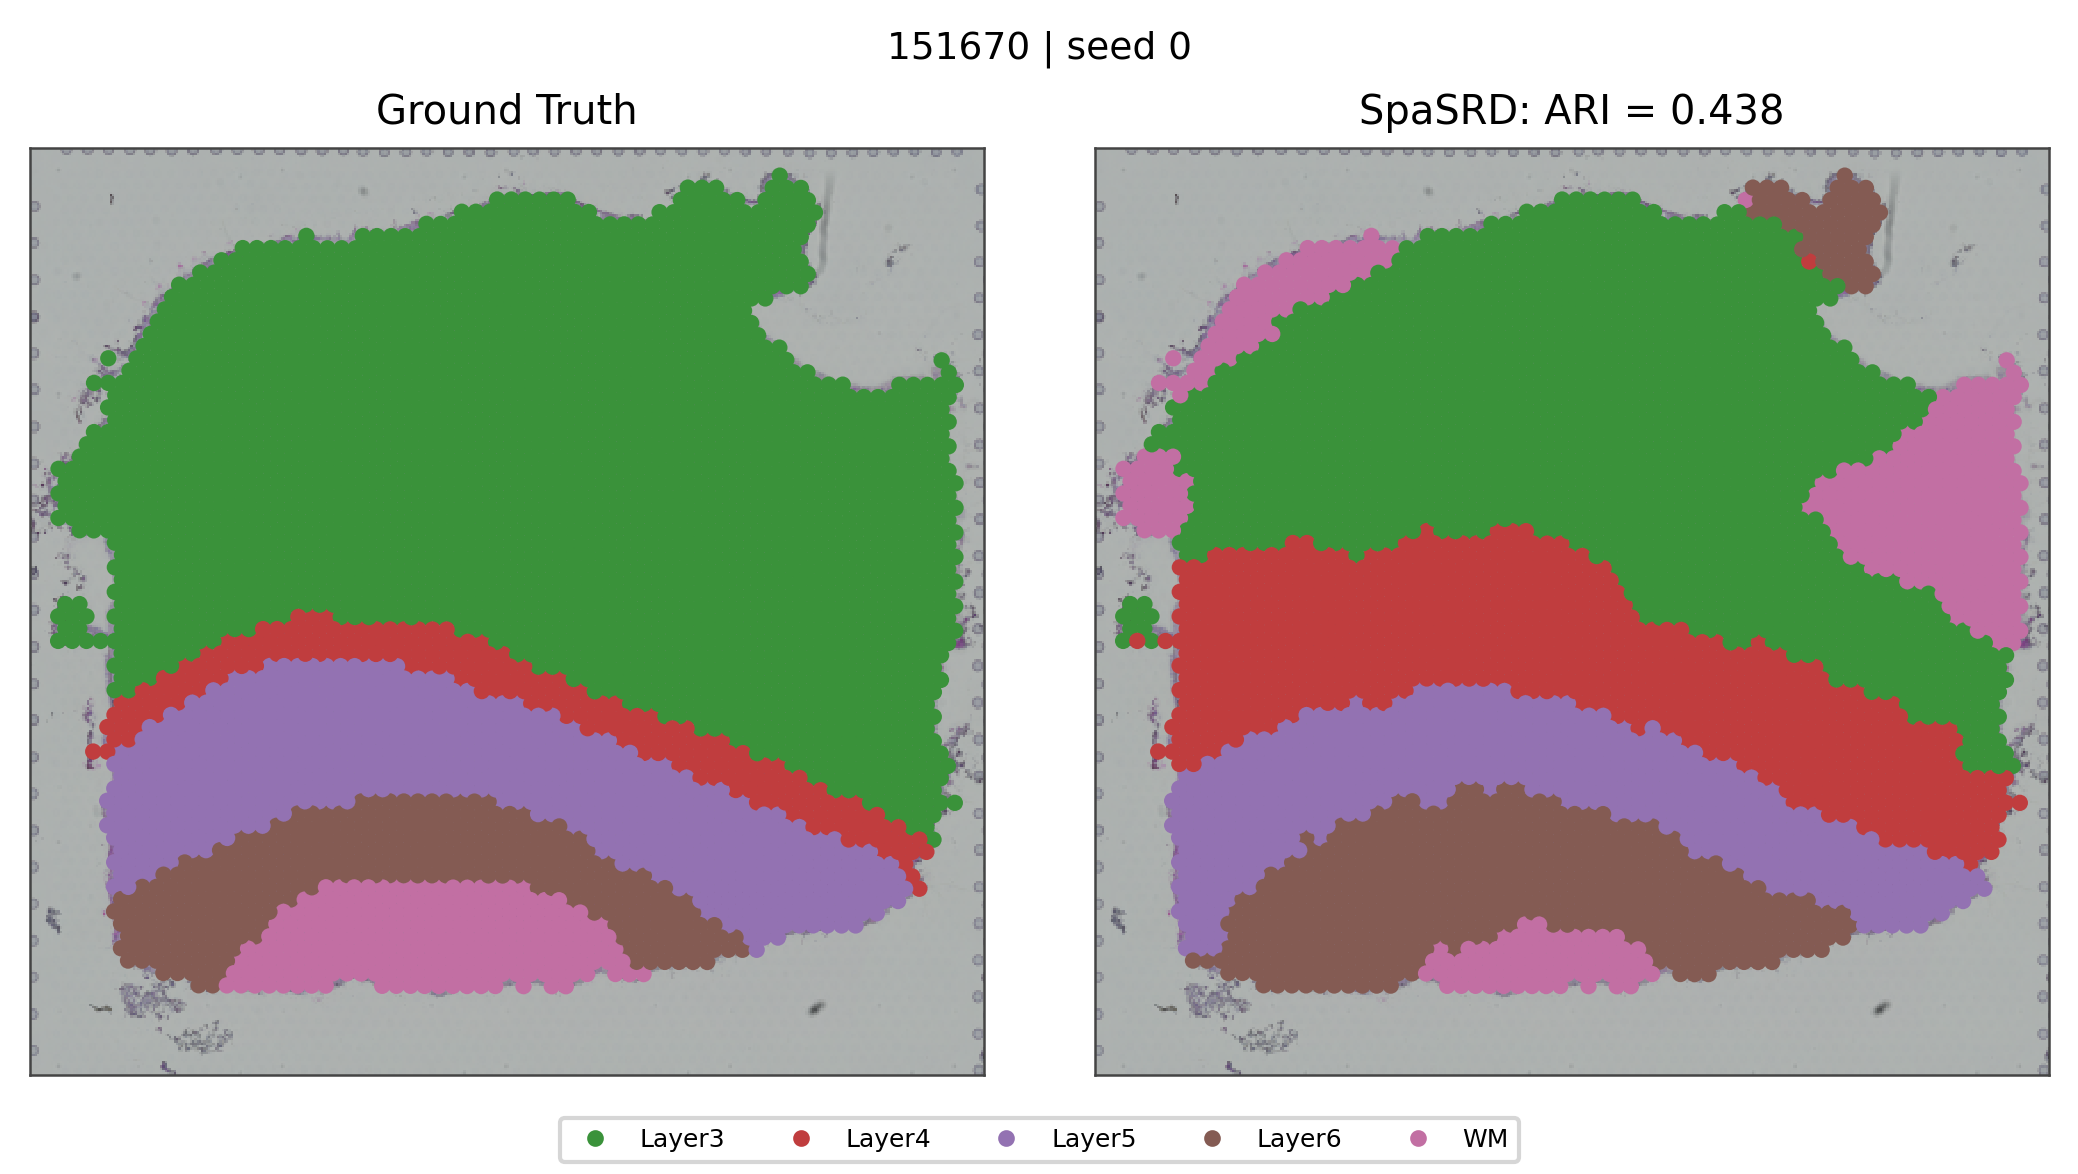 151670 | seed 0
Ground Truth
SpaSRD: ARI = 0.438
Layer3 Layer4 Layer5 Layer6 WM